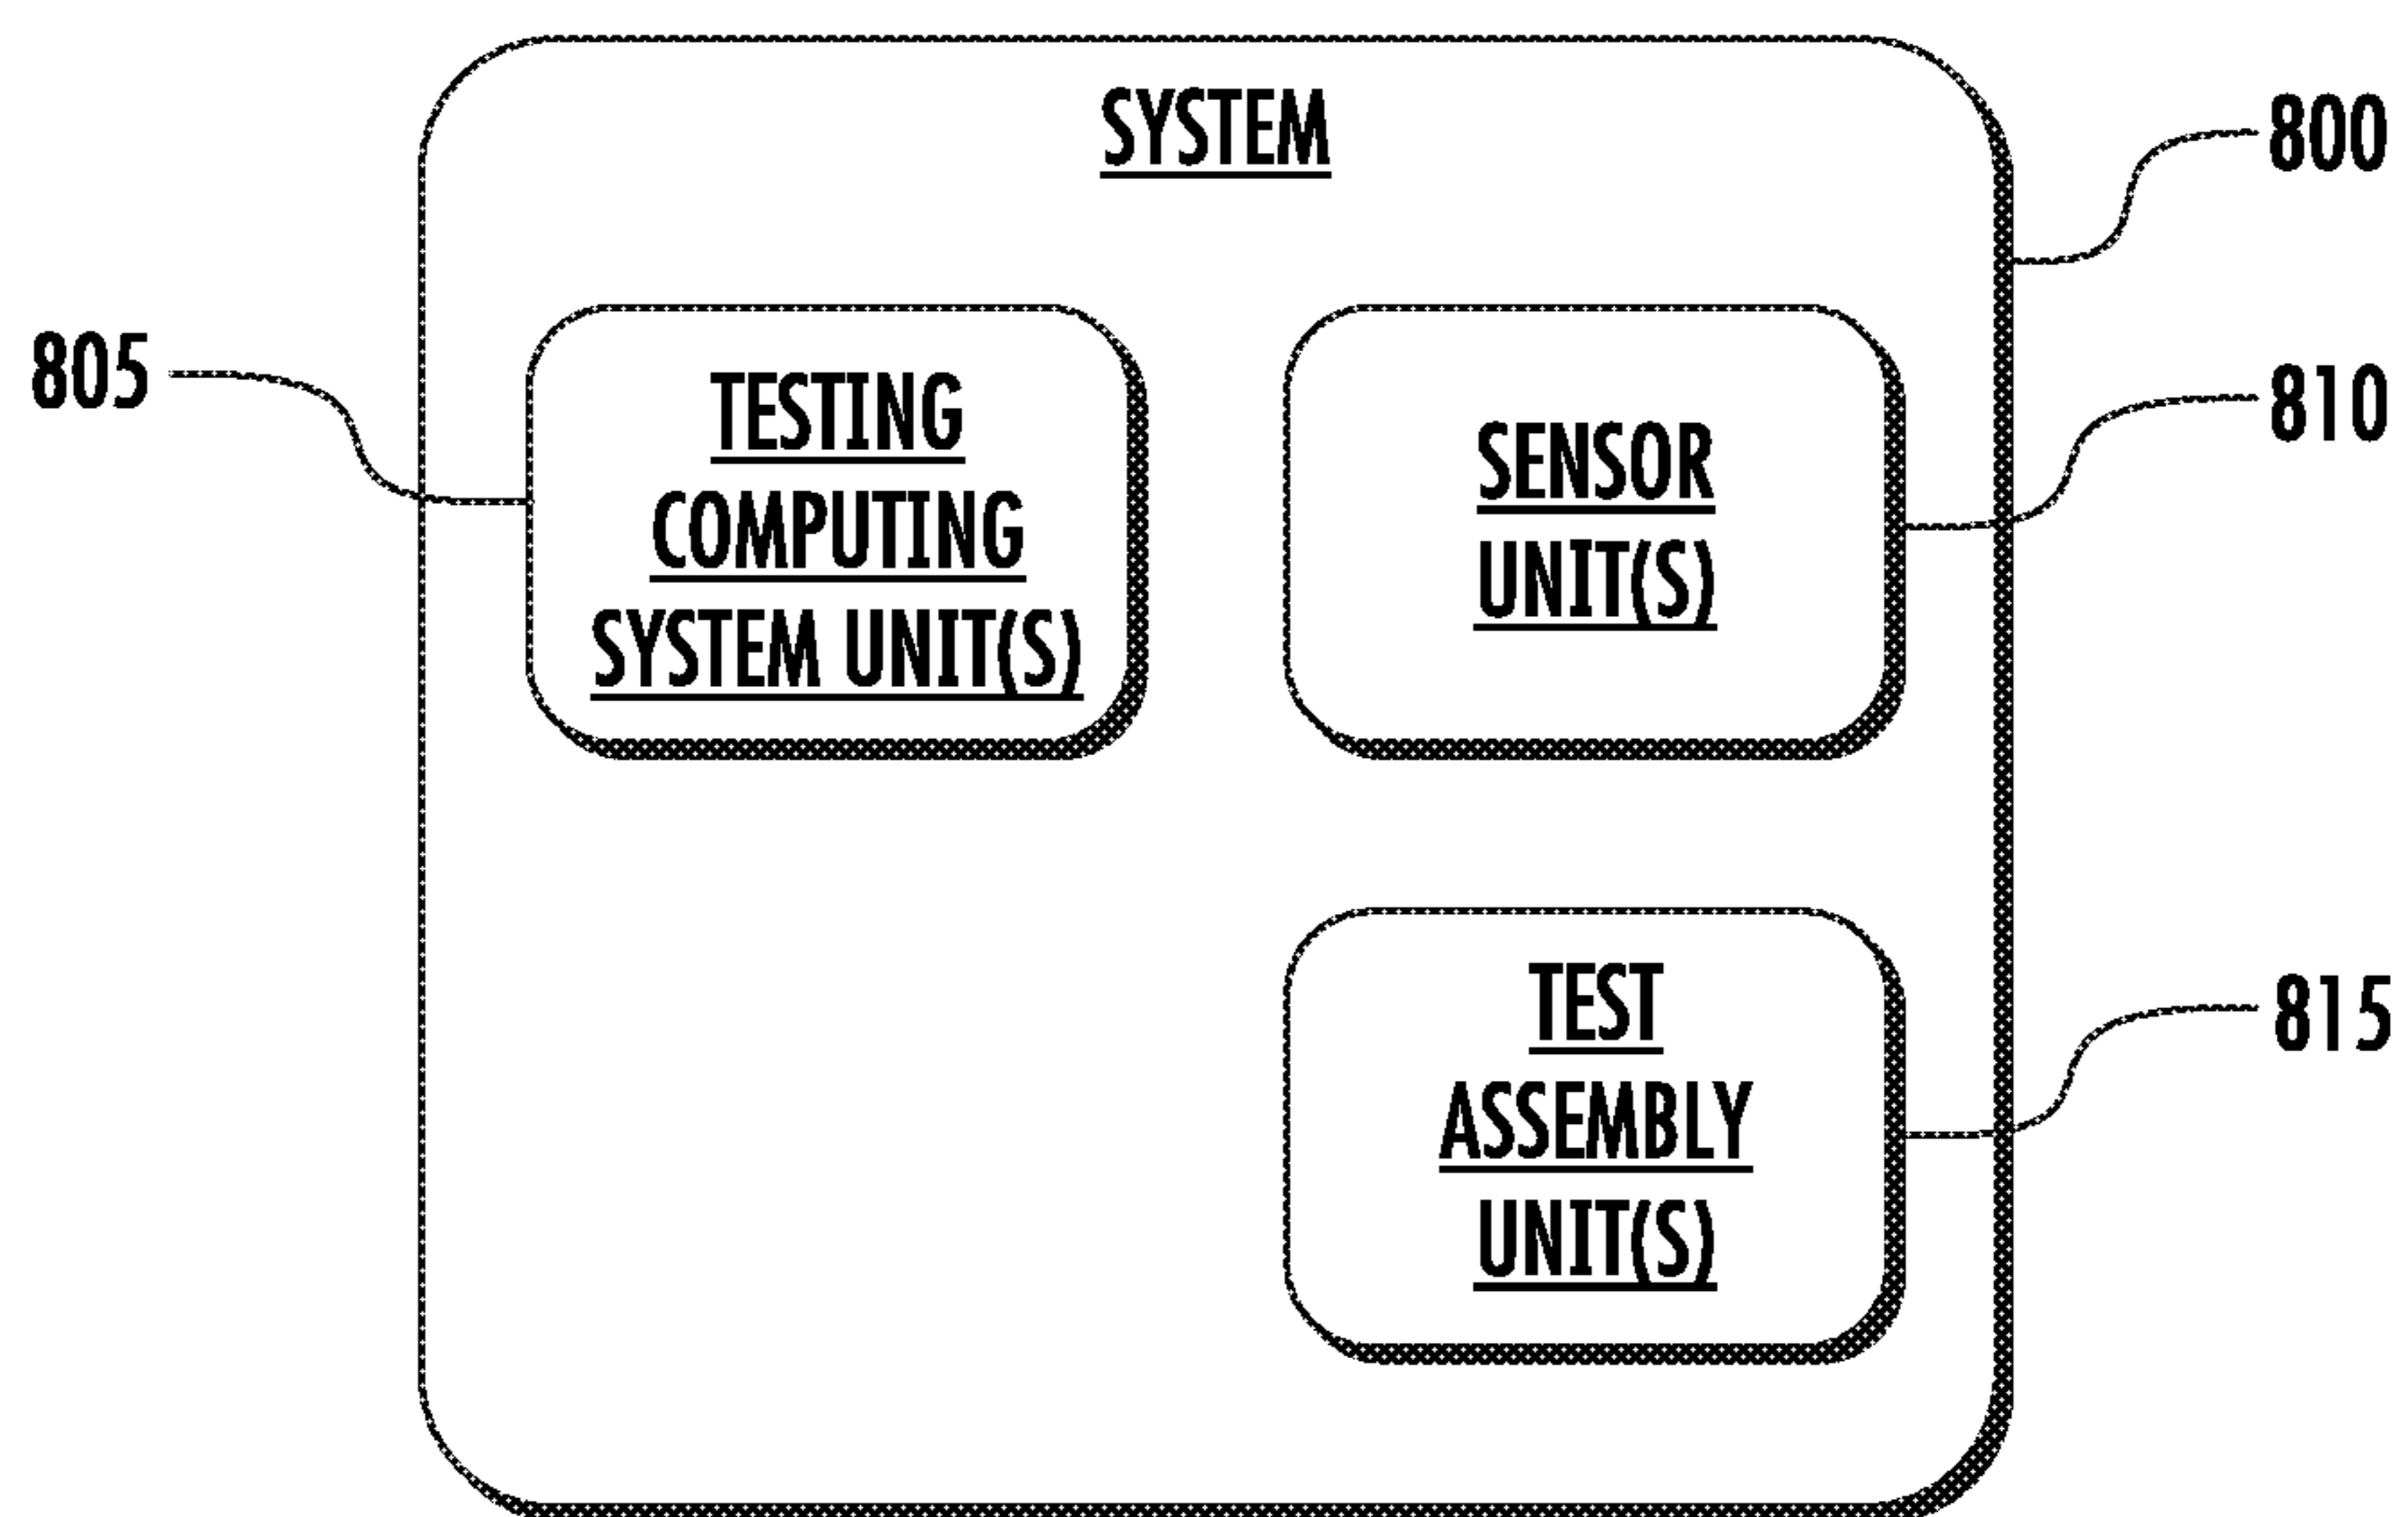 SYSTEM
800
805
TESTING
COMPUTING
SYSTEM UNIT(S)
SENSOR
UNIT(S)
810
TEST
ASSEMBLY
UNIT(S)
815